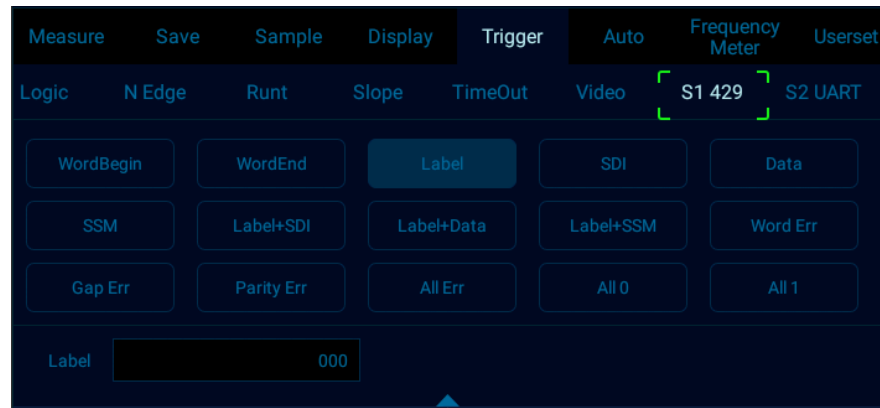 Measure Save Sample Display Trigger Auto Frequency Meter Userset
Logic N Edge Runt Slope TimeOut Video S1 429 S2 UART
WordBegin WordEnd Label SDI Data
SSM Label+SDI Label+Data Label+SSM Word Err
Gap Err Parity Err All Err All 0 All 1
Label 000